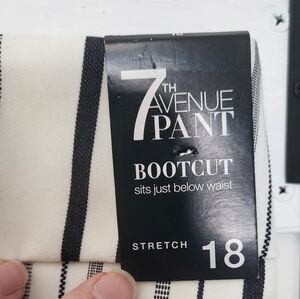 7TH
AVENUE
PANT
BOOTCUT
sits just below waist
STRETCH 18